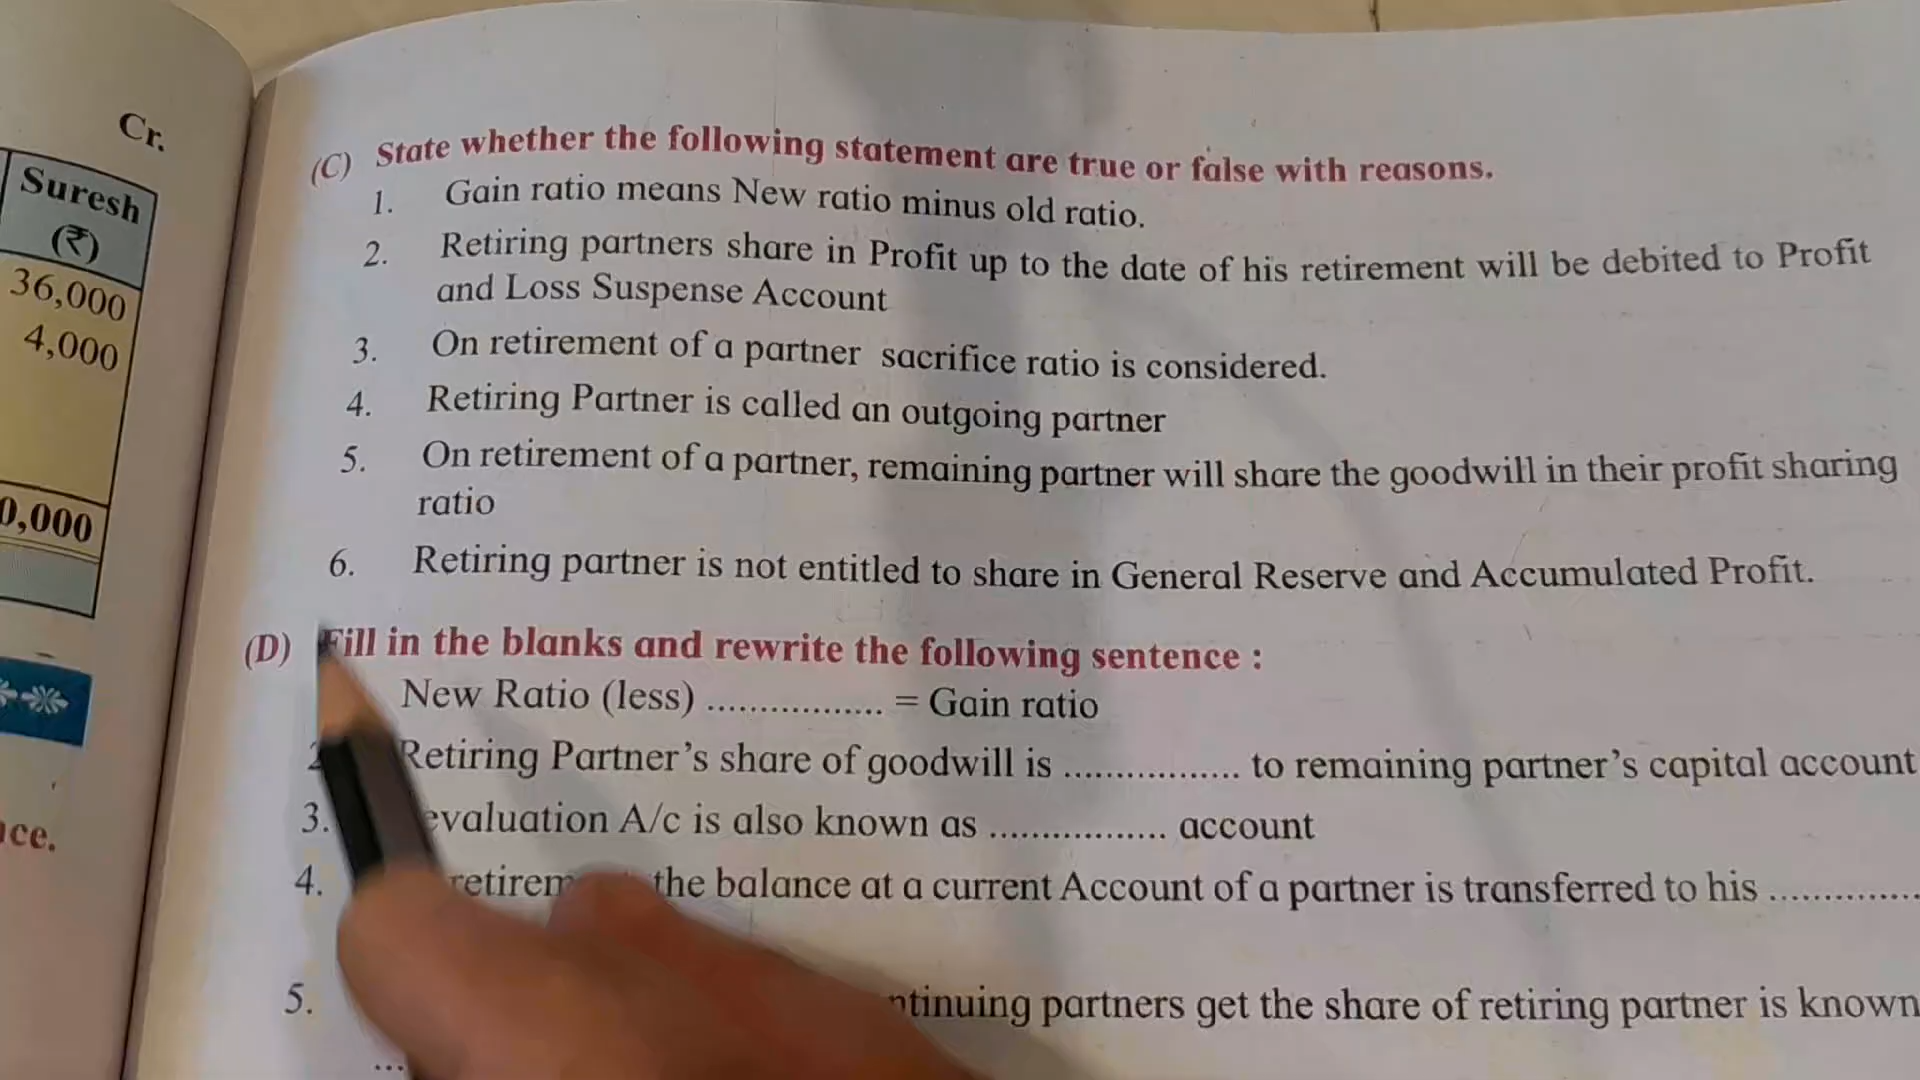 Cr.
Suresh
(₹)
36,000
4,000
0,000
(C) State whether the following statement are true or false with reasons.
1. Gain ratio means New ratio minus old ratio.
2. Retiring partners share in Profit up to the date of his retirement will be debited to Profit
and Loss Suspense Account
3. On retirement of a partner sacrifice ratio is considered.
4. Retiring Partner is called an outgoing partner
5. On retirement of a partner, remaining partner will share the goodwill in their profit sharing
ratio
6. Retiring partner is not entitled to share in General Reserve and Accumulated Profit.
(D) Fill in the blanks and rewrite the following sentence :
New Ratio (less) ................. = Gain ratio
Retiring Partner's share of goodwill is ................. to remaining partner's capital account
3. evaluation A/c is also known as ................. account
4. the balance at a current Account of a partner is transferred to his ..............
5. partners get the share of retiring partner is known
...